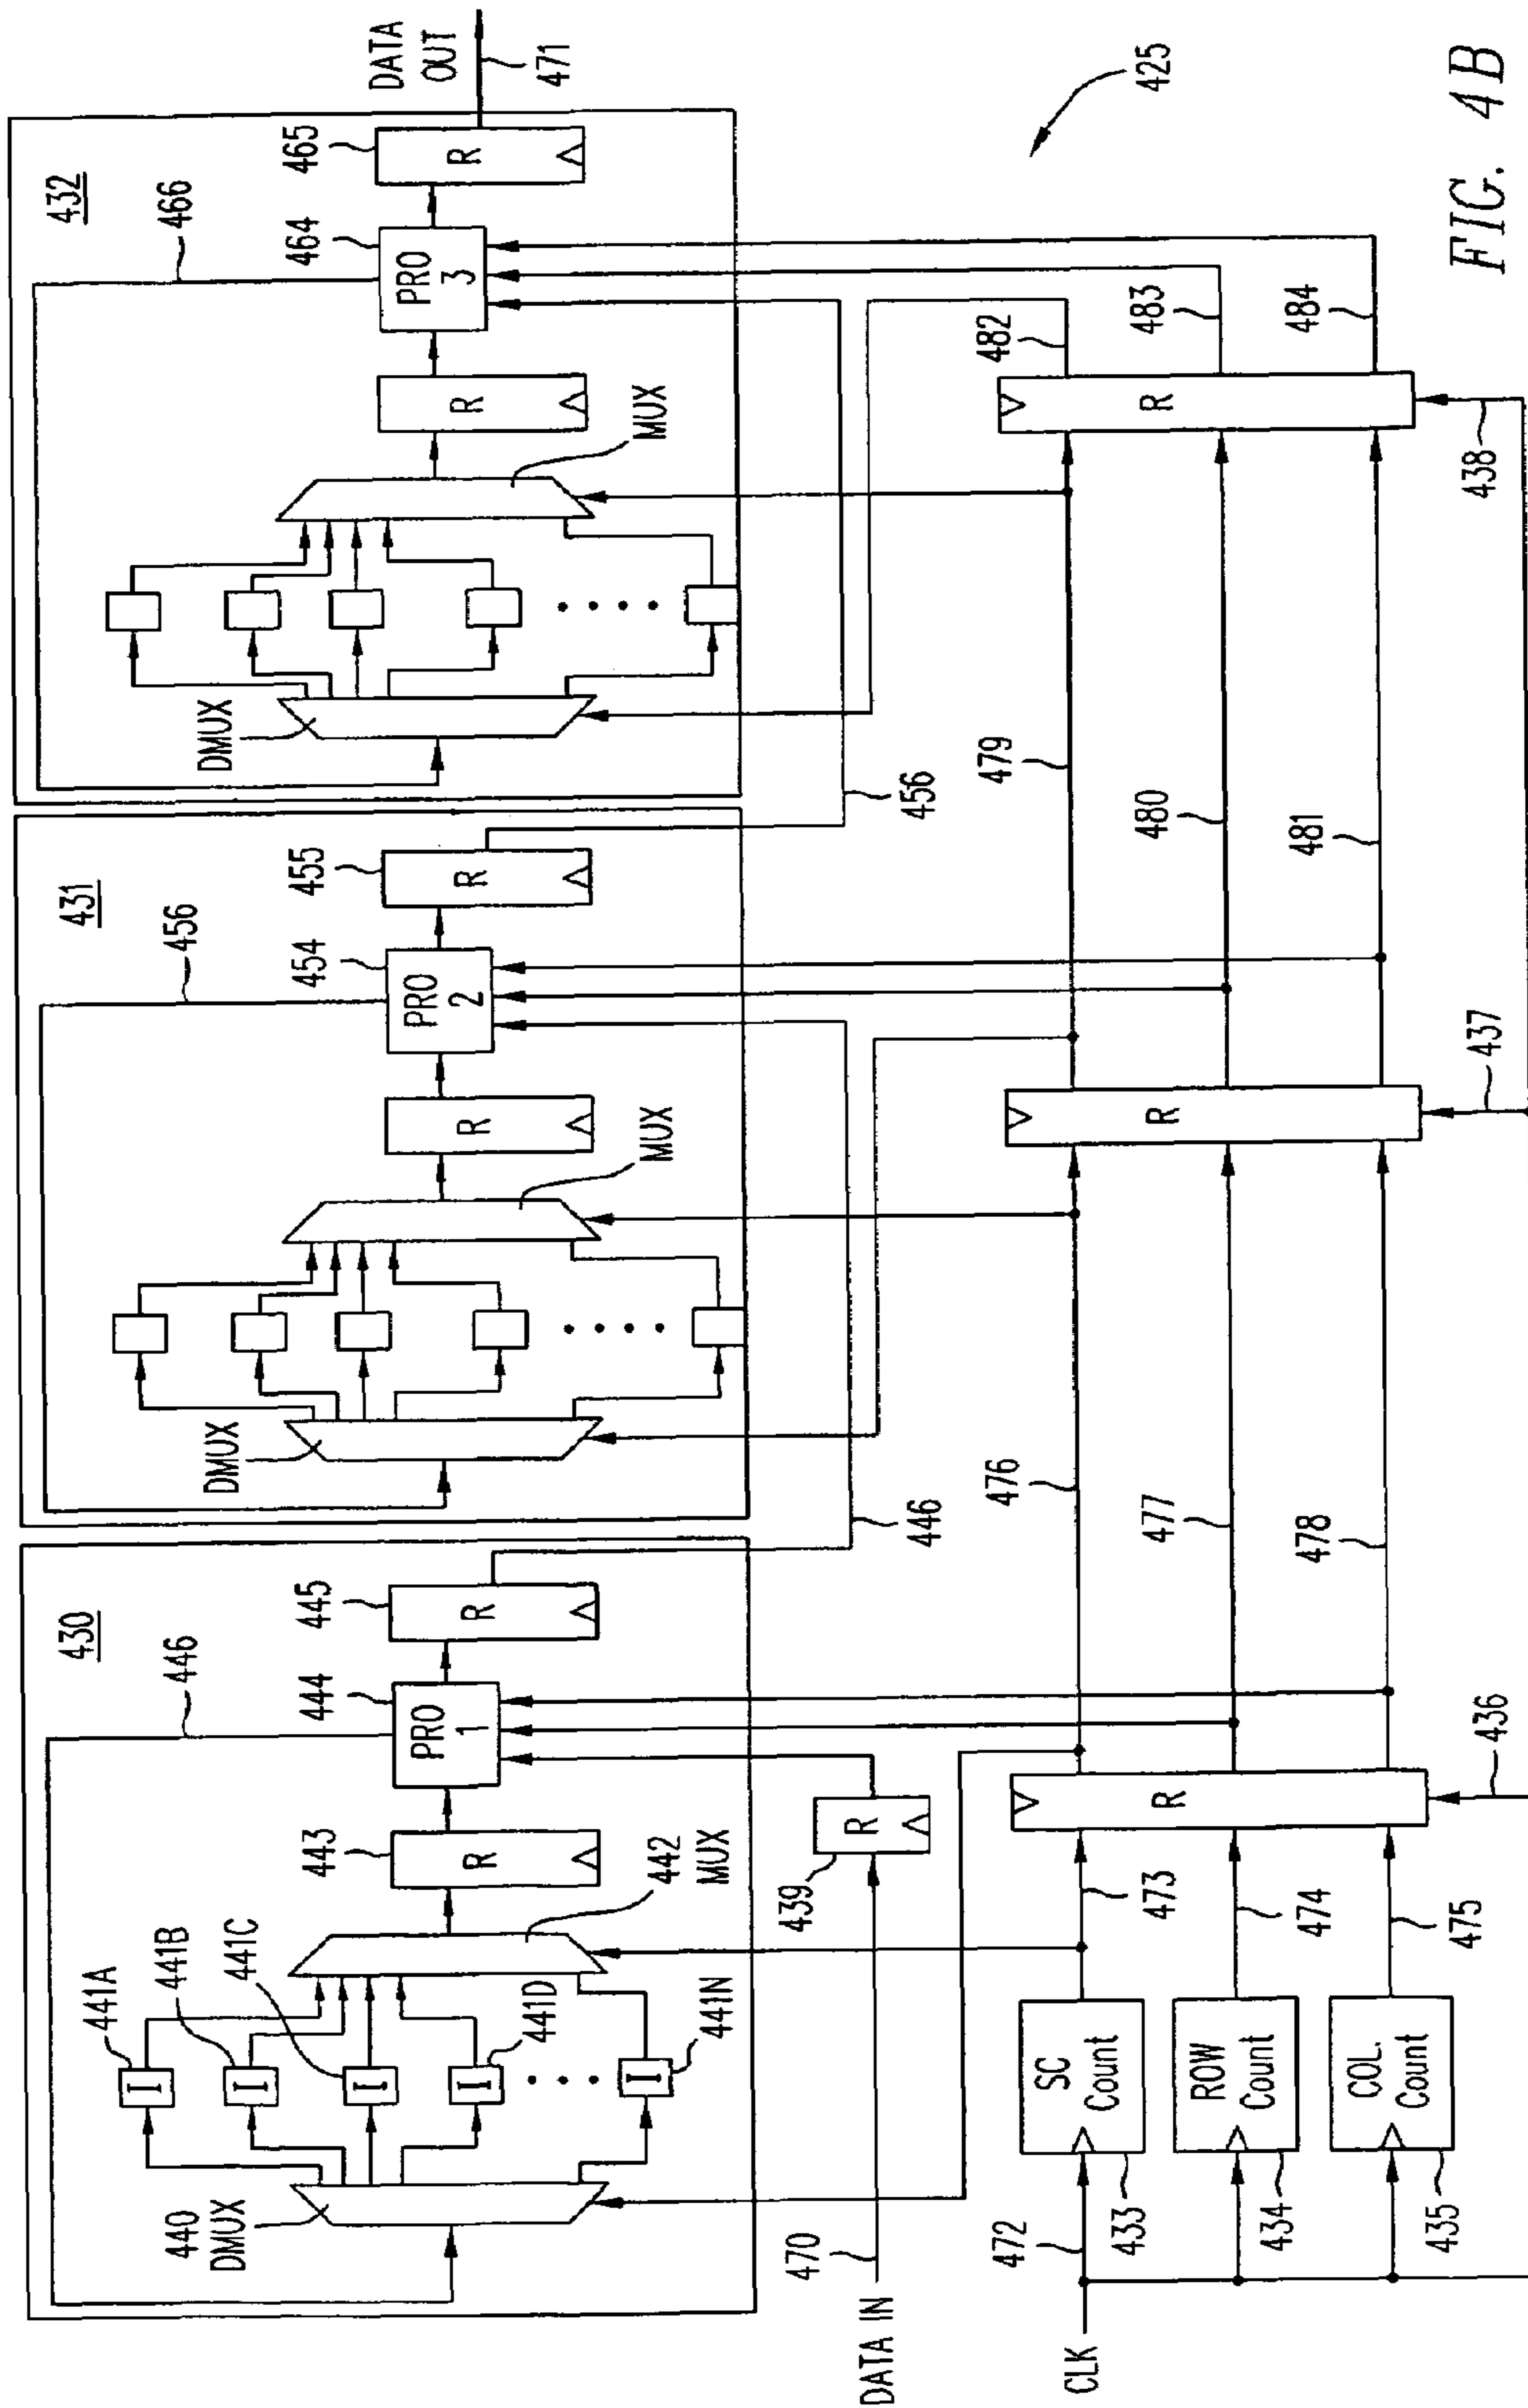 430
446
444
PRO
1
445
R
443
R
442
MUX
441A
441B
441C
441D
441N
I
I
I
I
I
440
DMUX
439
R
470
DATA IN
446
431
456
454
PRO
2
455
R
R
MUX
DMUX
456
432
466
464
PRO
3
465
R
R
MUX
DMUX
DATA
OUT
471
CLK
472
SC
Count
433
ROW
Count
434
COL.
Count
435
473
474
475
R
436
476
477
478
R
437
479
480
481
R
438
482
483
484
425
FIG. 4B